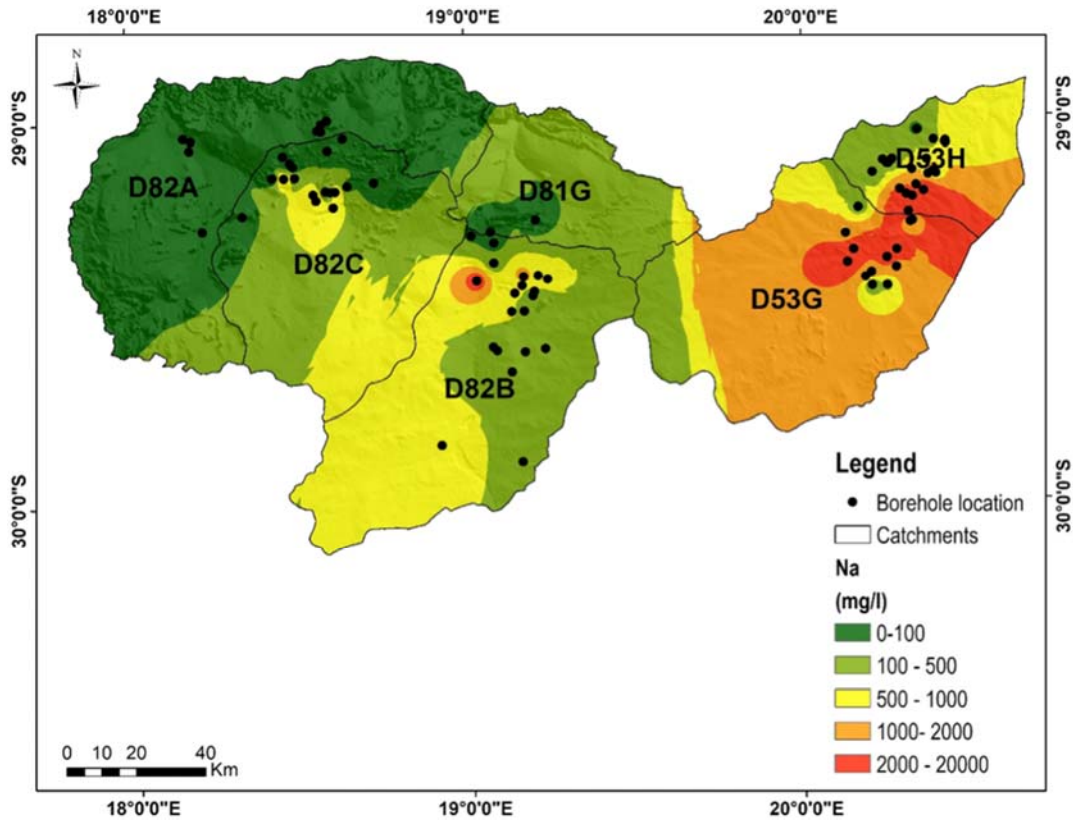 18°0'0"E 19°0'0"E 20°0'0"E
N
29°0'0"S
29°0'0"S
D53H
D82A
D81G
D82C
D53G
D82B
Legend
Borehole location
Catchments
Na
(mg/l)
0-100
100 - 500
500 - 1000
1000- 2000
2000 - 20000
30°0'0"S
30°0'0"S
0 10 20 40
Km
18°0'0"E 19°0'0"E 20°0'0"E